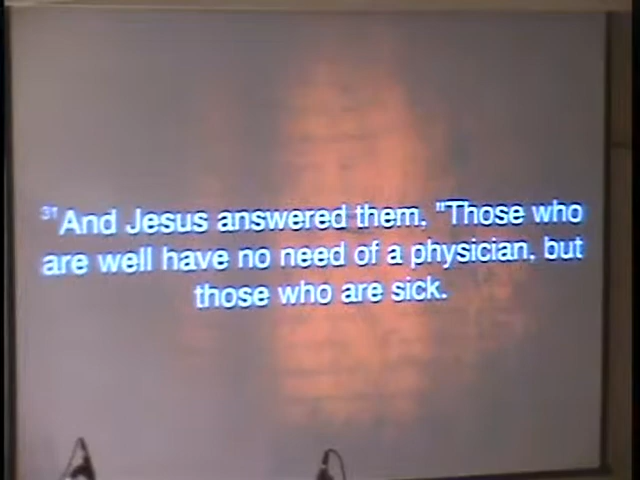 31And Jesus answered them, "Those who
are well have no need of a physician, but
those who are sick.